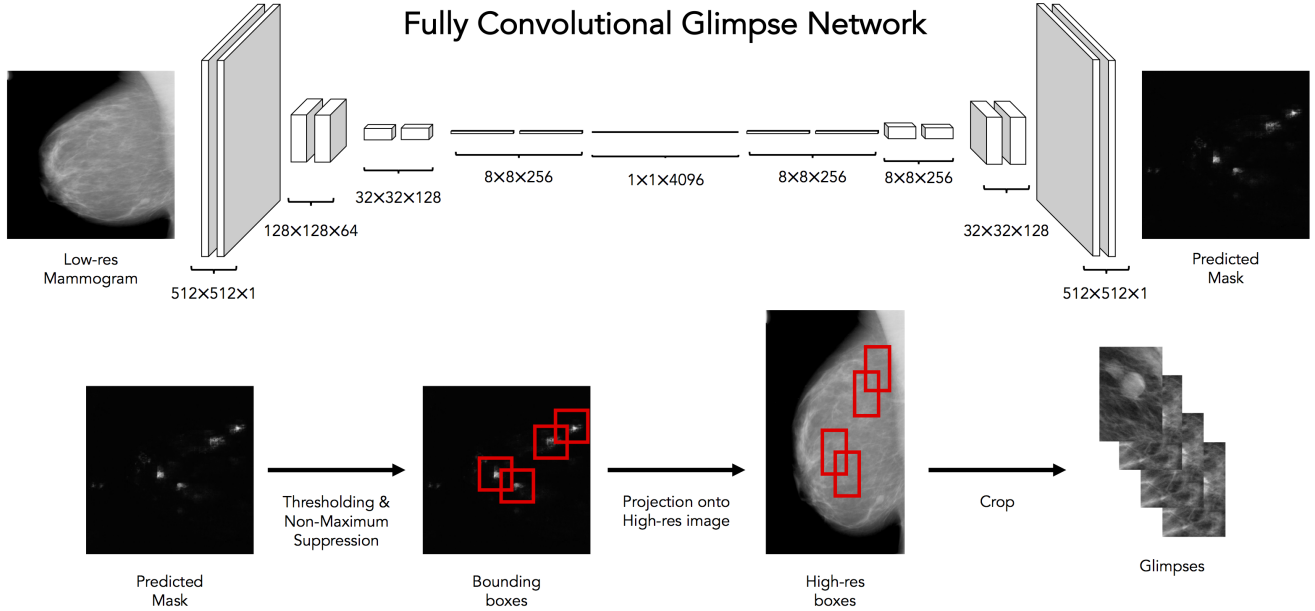 Fully Convolutional Glimpse Network
Low-res
Mammogram
512×512×1
128×128×64
32×32×128
8×8×256
1×1×4096
8×8×256
8×8×256
32×32×128
512×512×1
Predicted
Mask
Predicted
Mask
Thresholding &
Non-Maximum
Suppression
Bounding
boxes
Projection onto
High-res image
High-res
boxes
Crop
Glimpses